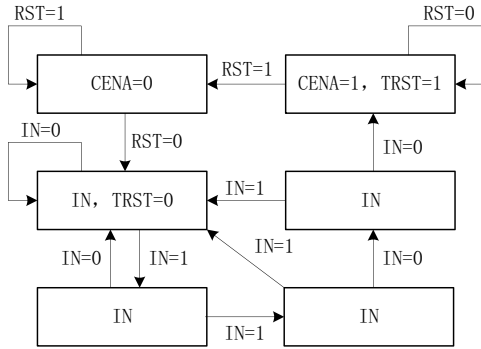 RST=1
RST=0
CENA=0
RST=1
CENA=1, TRST=1
IN=0
RST=0
IN=0
IN, TRST=0
IN=1
IN
IN=0
IN=1
IN=1
IN=0
IN
IN=1
IN